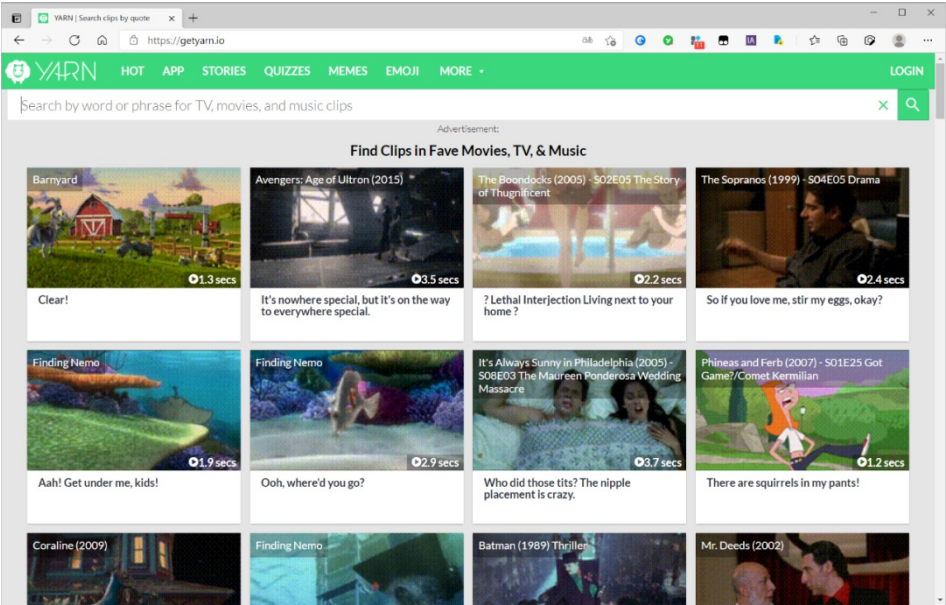 YARN | Search clips by quote
https://getyarn.io
YARN HOT APP STORIES QUIZZES MEMES EMOJI MORE LOGIN
Search by word or phrase for TV, movies, and music clips
Advertisement:
Find Clips in Fave Movies, TV, & Music
Barnyard
1.3 secs
Clear!
Avengers: Age of Ultron (2015)
3.5 secs
It's nowhere special, but it's on the way
to everywhere special.
The Boondocks (2005) - S02E05 The Story
of Thugnificent
2.2 secs
? Lethal Interjection Living next to your
home ?
The Sopranos (1999) - S04E05 Drama
2.4 secs
So if you love me, stir my eggs, okay?
Finding Nemo
1.9 secs
Aah! Get under me, kids!
Finding Nemo
2.9 secs
Ooh, where'd you go?
It's Always Sunny in Philadelphia (2005) -
S08E03 The Maureen Ponderosa Wedding
Massacre
3.7 secs
Who did those tits? The nipple
placement is crazy.
Phineas and Ferb (2007) - S01E25 Got
Game?/Comet Kermilian
1.2 secs
There are squirrels in my pants!
Coraline (2009)
Finding Nemo
Batman (1989) Thriller
Mr. Deeds (2002)